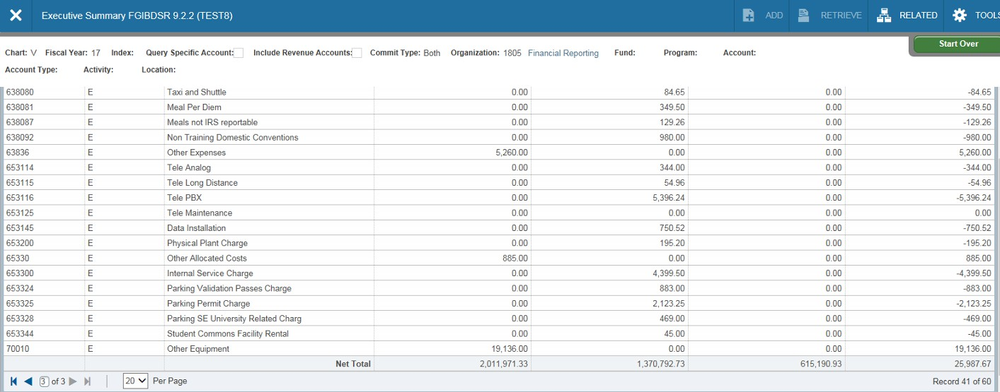 Executive Summary FGIBDSR 9.2.2 (TEST8) ADD RETRIEVE RELATED TOOLS
Start Over
Chart: V Fiscal Year: 17 Index: Query Specific Account: Include Revenue Accounts: Commit Type: Both Organization: 1805 Financial Reporting Fund: Program: Account:
Account Type: Activity: Location:
638080 E Taxi and Shuttle 0.00 84.65 0.00 -84.65
638081 E Meal Per Diem 0.00 349.50 0.00 -349.50
638087 E Meals not IRS reportable 0.00 129.26 0.00 -129.26
638092 E Non Training Domestic Conventions 0.00 980.00 0.00 -980.00
63836 E Other Expenses 5,260.00 0.00 0.00 5,260.00
653114 E Tele Analog 0.00 344.00 0.00 -344.00
653115 E Tele Long Distance 0.00 54.96 0.00 -54.96
653116 E Tele PBX 0.00 5,396.24 0.00 -5,396.24
653125 E Tele Maintenance 0.00 0.00 0.00 0.00
653145 E Data Installation 0.00 750.52 0.00 -750.52
653200 E Physical Plant Charge 0.00 195.20 0.00 -195.20
65330 E Other Allocated Costs 885.00 0.00 0.00 885.00
653300 E Internal Service Charge 0.00 4,399.50 0.00 -4,399.50
653324 E Parking Validation Passes Charge 0.00 883.00 0.00 -883.00
653325 E Parking Permit Charge 0.00 2,123.25 0.00 -2,123.25
653328 E Parking SE University Related Charg 0.00 469.00 0.00 -469.00
653344 E Student Commons Facility Rental 0.00 45.00 0.00 -45.00
70010 E Other Equipment 19,136.00 0.00 0.00 19,136.00
Net Total 2,011,971.33 1,370,792.73 615,190.93 25,987.67
3 of 3 20 Per Page Record 41 of 60